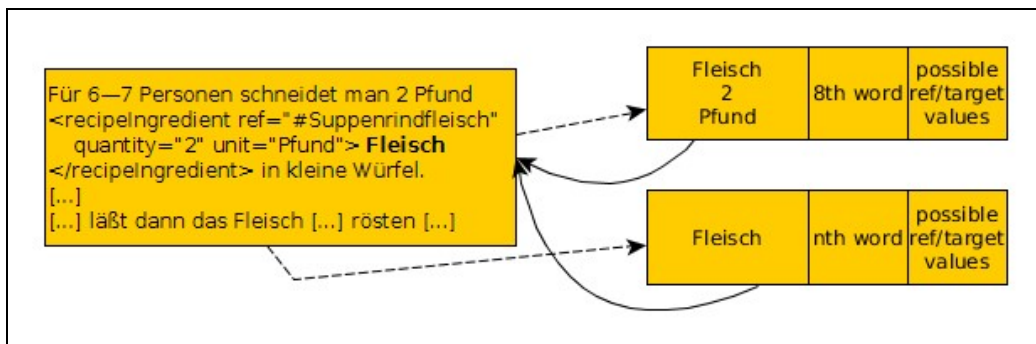 Für 6—7 Personen schneidet man 2 Pfund
<recipeIngredient ref="#Suppenrindfleisch"
quantity="2" unit="Pfund"> Fleisch
</recipeIngredient> in kleine Würfel.
[...]
[...] läßt dann das Fleisch [...] rösten [...]
Fleisch
2
Pfund
8th word
possible
ref/target
values
Fleisch
nth word
possible
ref/target
values